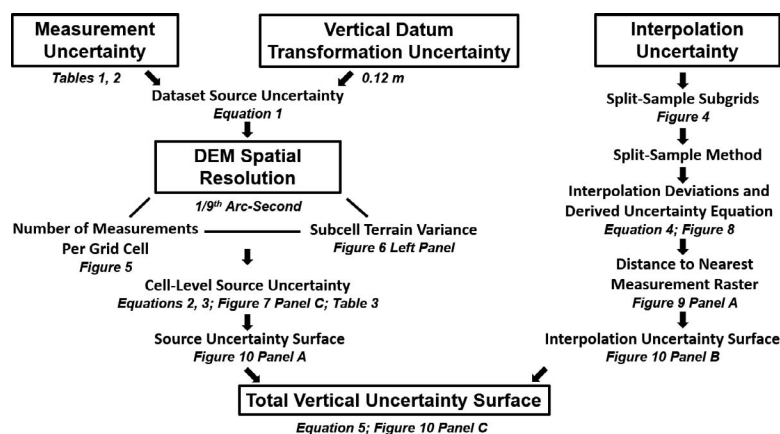 Measurement
Uncertainty
Tables 1, 2
Vertical Datum
Transformation Uncertainty
0.12 m
Dataset Source Uncertainty
Equation 1
DEM Spatial
Resolution
1/9th Arc-Second
Number of Measurements
Per Grid Cell
Figure 5
Subcell Terrain Variance
Figure 6 Left Panel
Cell-Level Source Uncertainty
Equations 2, 3; Figure 7 Panel C; Table 3
Source Uncertainty Surface
Figure 10 Panel A
Interpolation
Uncertainty
Split-Sample Subgrids
Figure 4
Split-Sample Method
Interpolation Deviations and
Derived Uncertainty Equation
Equation 4; Figure 8
Distance to Nearest
Measurement Raster
Figure 9 Panel A
Interpolation Uncertainty Surface
Figure 10 Panel B
Total Vertical Uncertainty Surface
Equation 5; Figure 10 Panel C